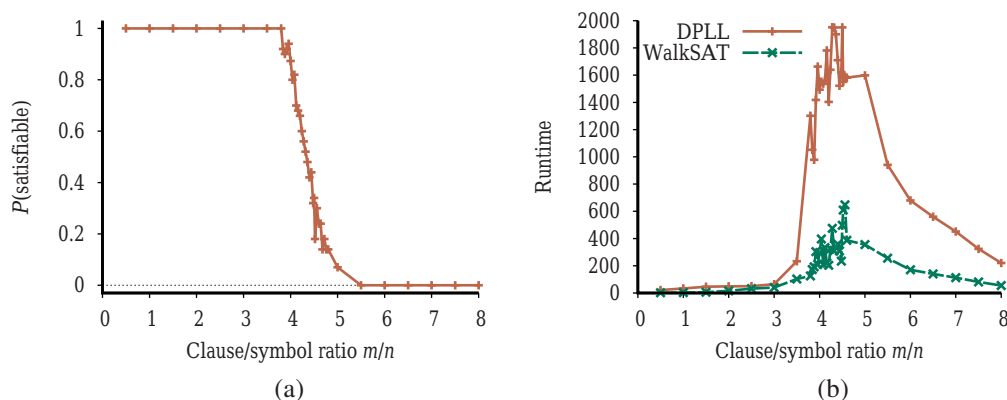 1
0.8
0.6
0.4
0.2
0
P(satisfiable)
0 1 2 3 4 5 6 7 8
Clause/symbol ratio m/n
(a)
2000
1800
1600
1400
1200
1000
800
600
400
200
0
Runtime
DPLL
WalkSAT
0 1 2 3 4 5 6 7 8
Clause/symbol ratio m/n
(b)